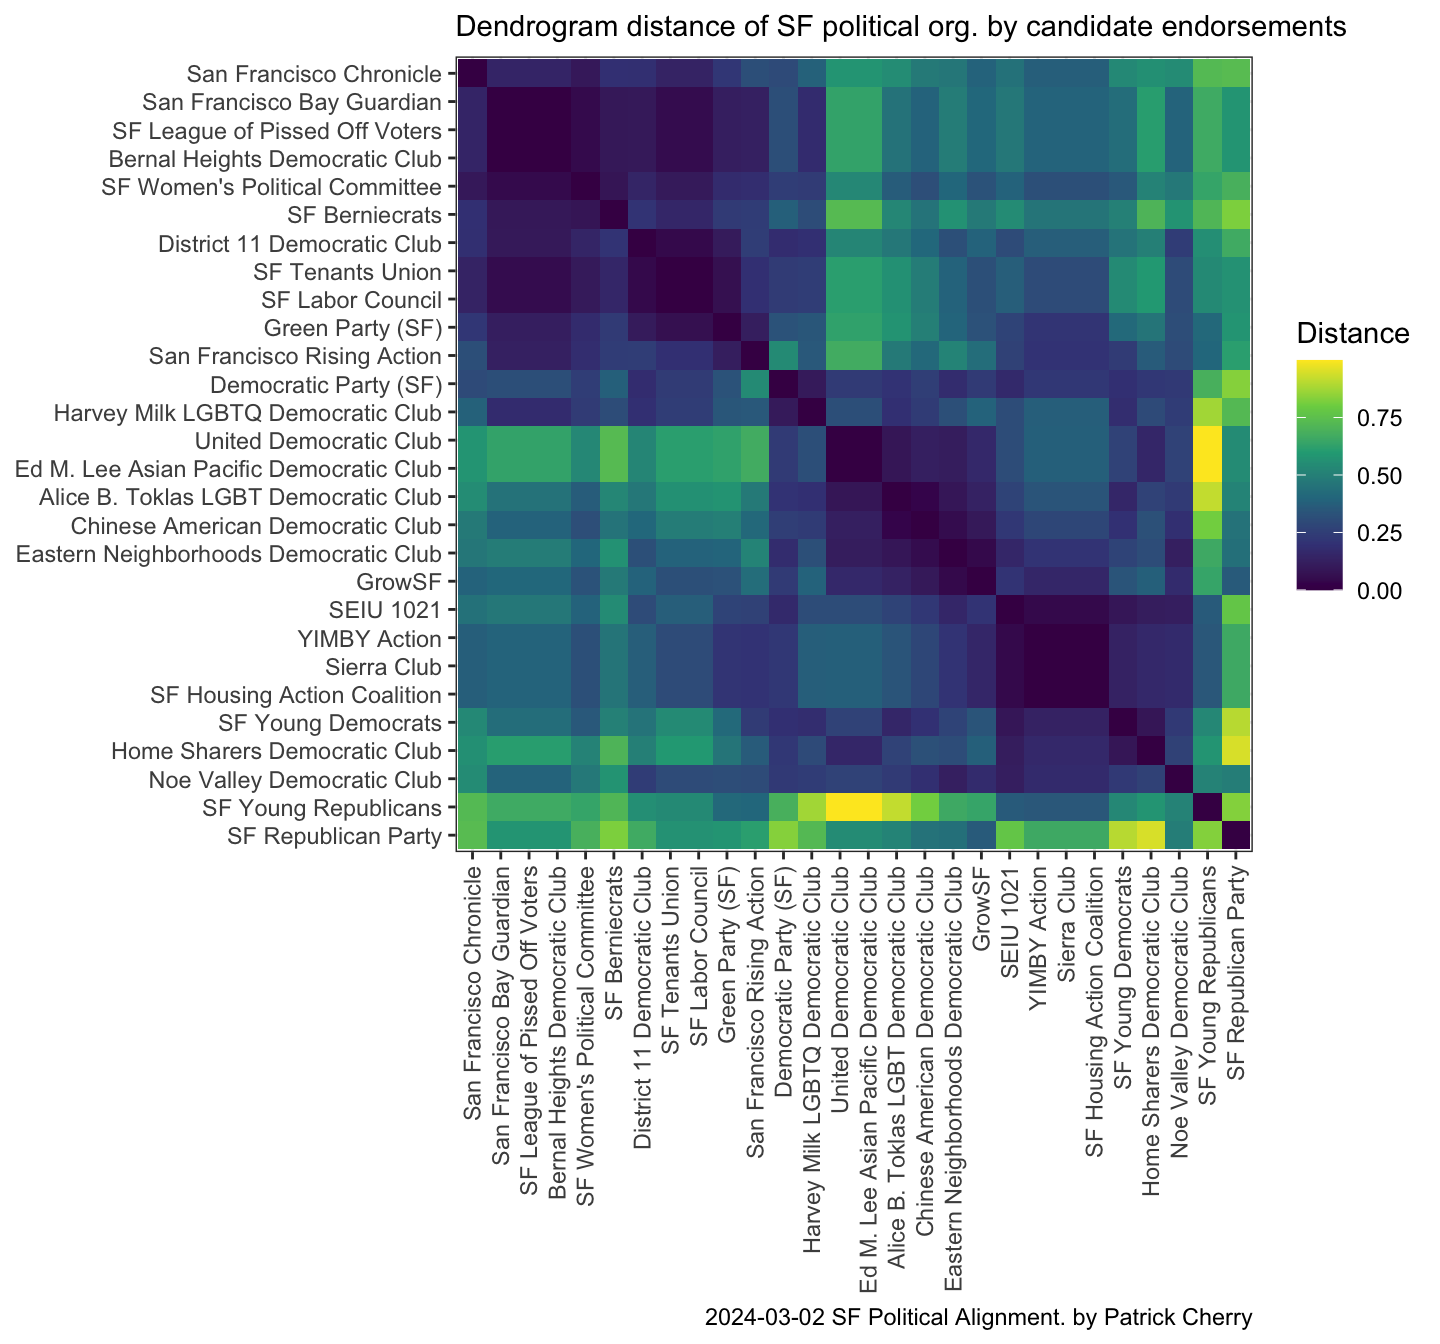 Dendrogram distance of SF political org. by candidate endorsements
San Francisco Chronicle
San Francisco Bay Guardian
SF League of Pissed Off Voters
Bernal Heights Democratic Club
SF Women's Political Committee
SF Berniecrats
District 11 Democratic Club
SF Tenants Union
SF Labor Council
Green Party (SF)
San Francisco Rising Action
Democratic Party (SF)
Harvey Milk LGBTQ Democratic Club
United Democratic Club
Ed M. Lee Asian Pacific Democratic Club
Alice B. Toklas LGBT Democratic Club
Chinese American Democratic Club
Eastern Neighborhoods Democratic Club
GrowSF
SEIU 1021
YIMBY Action
Sierra Club
SF Housing Action Coalition
SF Young Democrats
Home Sharers Democratic Club
Noe Valley Democratic Club
SF Young Republicans
SF Republican Party
Distance
0.75
0.50
0.25
0.00
San Francisco Chronicle
San Francisco Bay Guardian
SF League of Pissed Off Voters
Bernal Heights Democratic Club
SF Women's Political Committee
SF Berniecrats
District 11 Democratic Club
SF Tenants Union
SF Labor Council
Green Party (SF)
San Francisco Rising Action
Democratic Party (SF)
Harvey Milk LGBTQ Democratic Club
United Democratic Club
Ed M. Lee Asian Pacific Democratic Club
Alice B. Toklas LGBT Democratic Club
Chinese American Democratic Club
Eastern Neighborhoods Democratic Club
GrowSF
SEIU 1021
YIMBY Action
Sierra Club
SF Housing Action Coalition
SF Young Democrats
Home Sharers Democratic Club
Noe Valley Democratic Club
SF Young Republicans
SF Republican Party
2024-03-02 SF Political Alignment. by Patrick Cherry